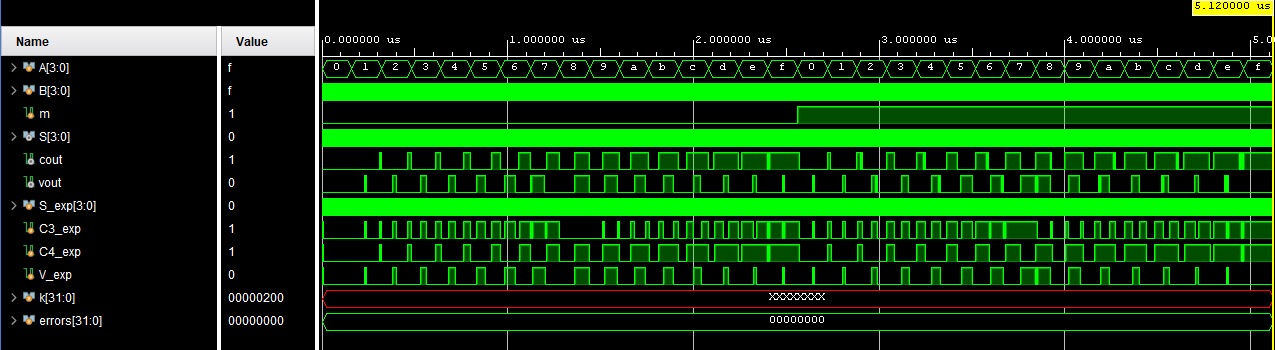 5.120000 us
Name Value
0.000000 us 1.000000 us 2.000000 us 3.000000 us 4.000000 us 5.0
A[3:0] f 0 1 2 3 4 5 6 7 8 9 a b c d e f 0 1 2 3 4 5 6 7 8 9 a b c d e f
B[3:0] f
m 1
S[3:0] 0
cout 1
vout 0
S_exp[3:0] 0
C3_exp 1
C4_exp 1
V_exp 0
k[31:0] 00000200 XXXXXXXX
errors[31:0] 00000000 00000000